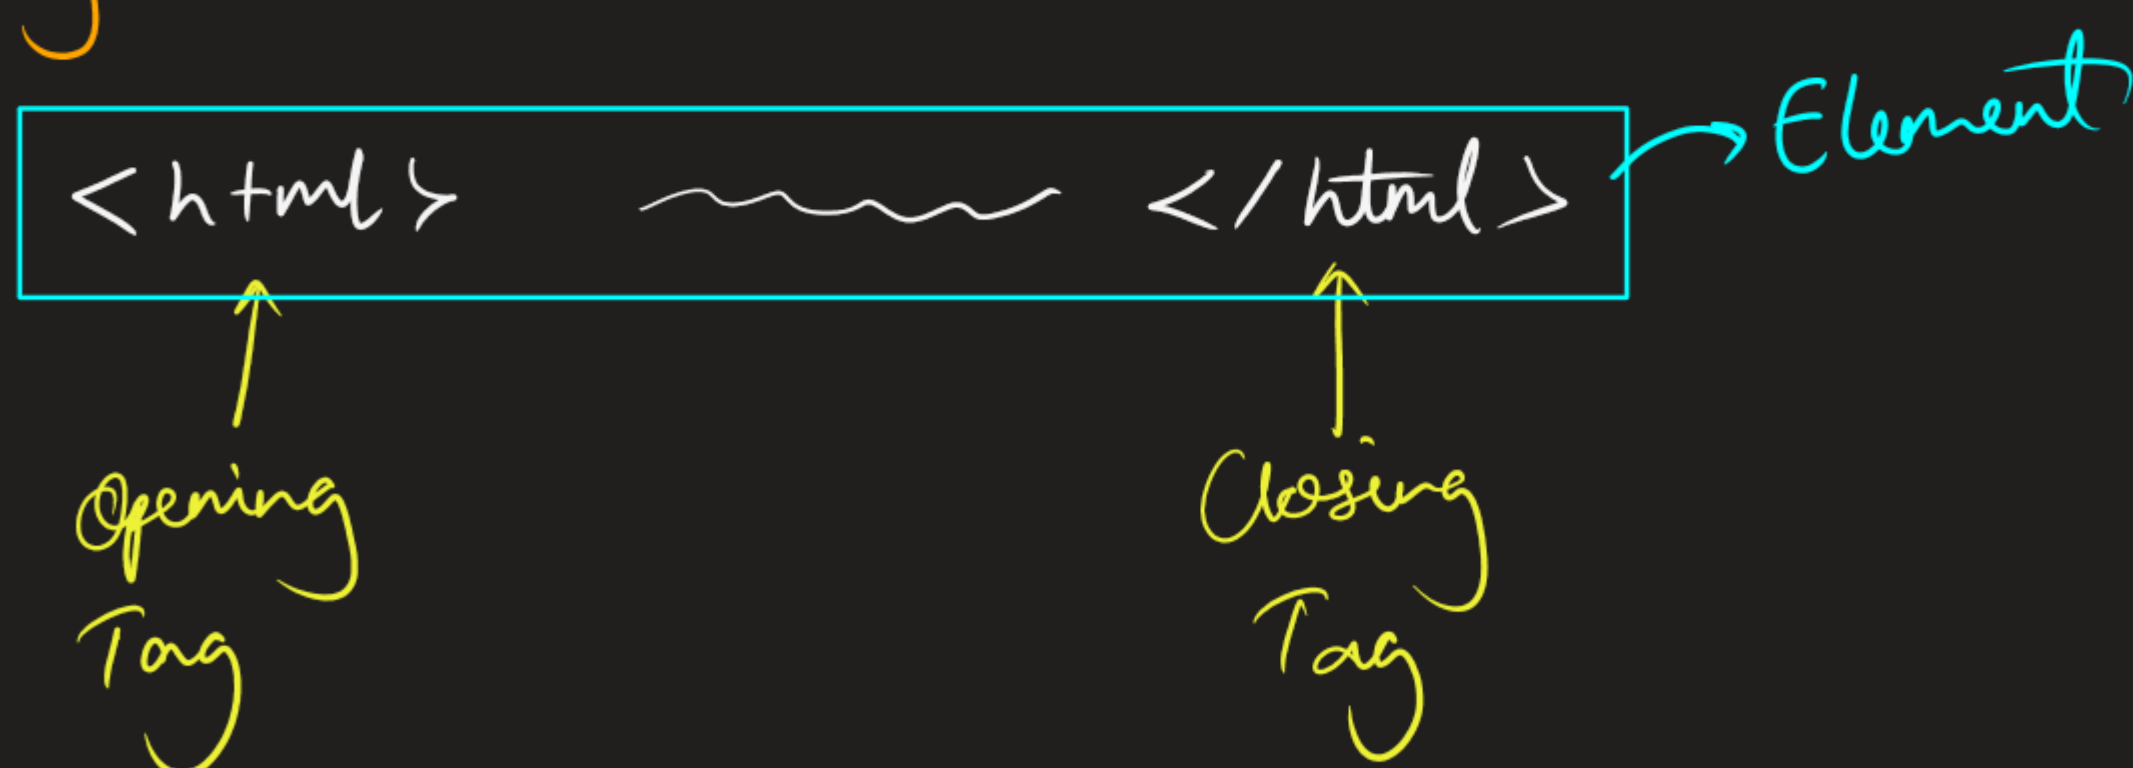 <html> </html>
Element
Opening
Tag
Closing
Tag